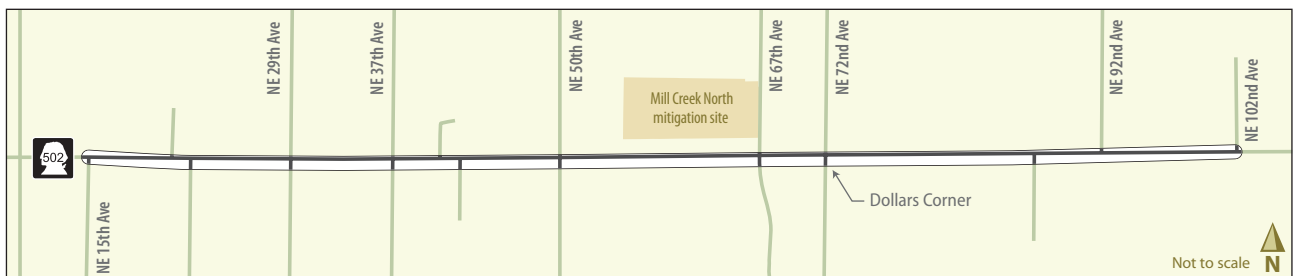 NE 29th Ave
NE 37th Ave
NE 50th Ave
NE 67th Ave
NE 72nd Ave
NE 92nd Ave
NE 102nd Ave
Mill Creek North
mitigation site
502
NE 15th Ave
Dollars Corner
Not to scale
N